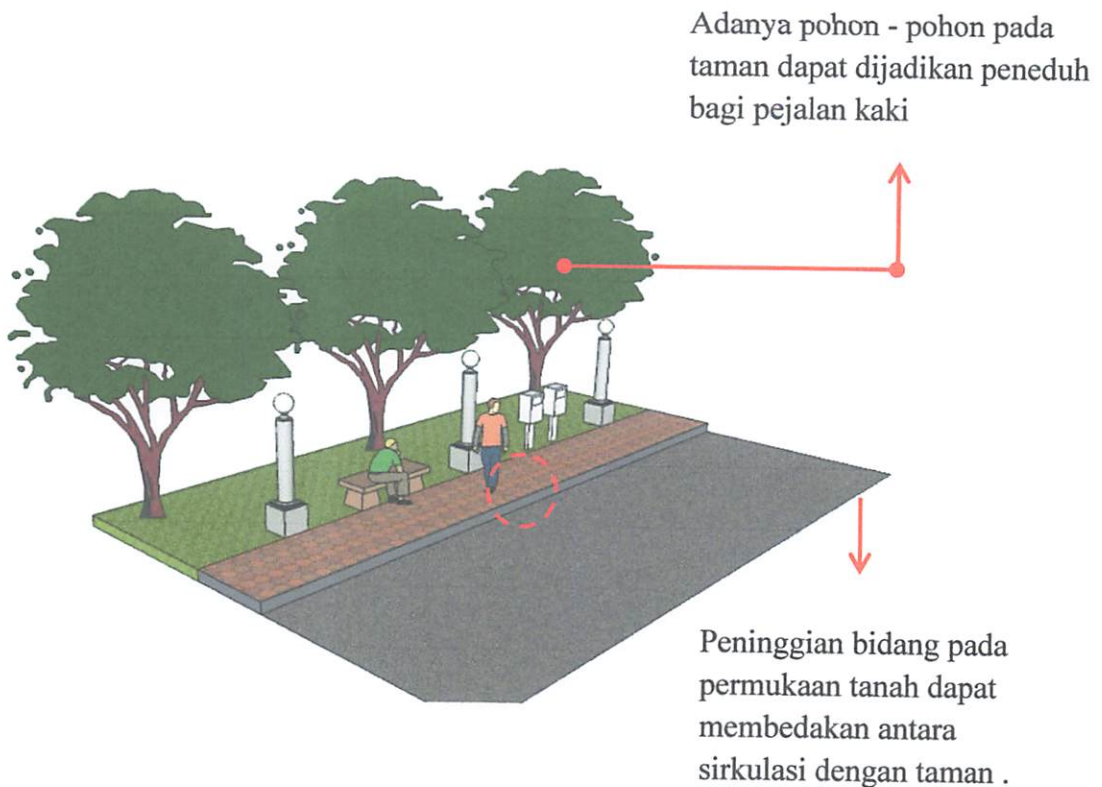 Adanya pohon - pohon pada
taman dapat dijadikan peneduh
bagi pejalan kaki
Peninggian bidang pada
permukaan tanah dapat
membedakan antara
sirkulasi dengan taman .